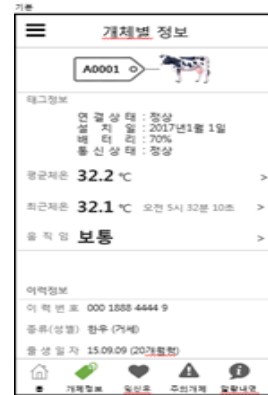 기본
개체별 정보
A0001
태그정보
연 결 상 태 : 정상
설 치 일 : 2017년1월 1일
배 터 리 : 70%
통 신 상 태 : 정상
평균체온 32.2 ℃ >
최근체온 32.1 ℃ 오전 5시 32분 10초 >
움 직 임 보통 >
이력정보
이 력 번 호 000 1888 4444 9
종류(성별) 한우 (거세)
출 생 일 자 15.09.09 (20개월령)
홈 개체정보 임신우 주의개체 알람내역